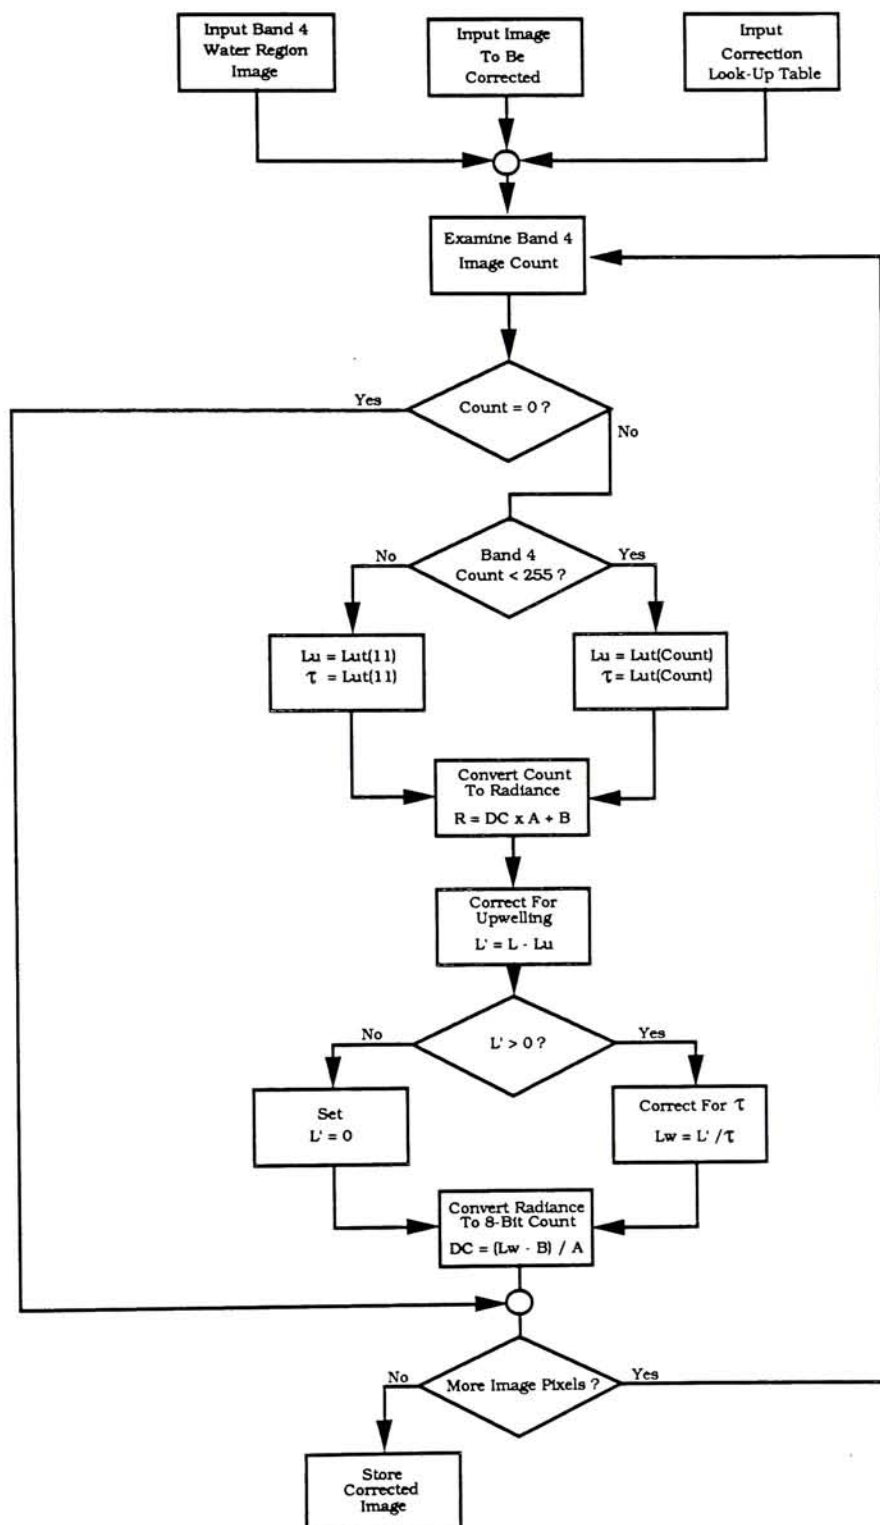 Input Band 4
Water Region
Image
Input Image
To Be
Corrected
Input
Correction
Look-Up Table
Examine Band 4
Image Count
Yes
Count = 0 ?
No
No
Band 4
Count < 255 ?
Yes
Lu = Lut(11)
τ = Lut(11)
Lu = Lut(Count)
τ = Lut(Count)
Convert Count
To Radiance
R = DC x A + B
Correct For
Upwelling
L' = L - Lu
No
L' > 0 ?
Yes
Set
L' = 0
Correct For τ
Lw = L' / τ
Convert Radiance
To 8-Bit Count
DC = (Lw - B) / A
No
More Image Pixels ?
Yes
Store
Corrected
Image